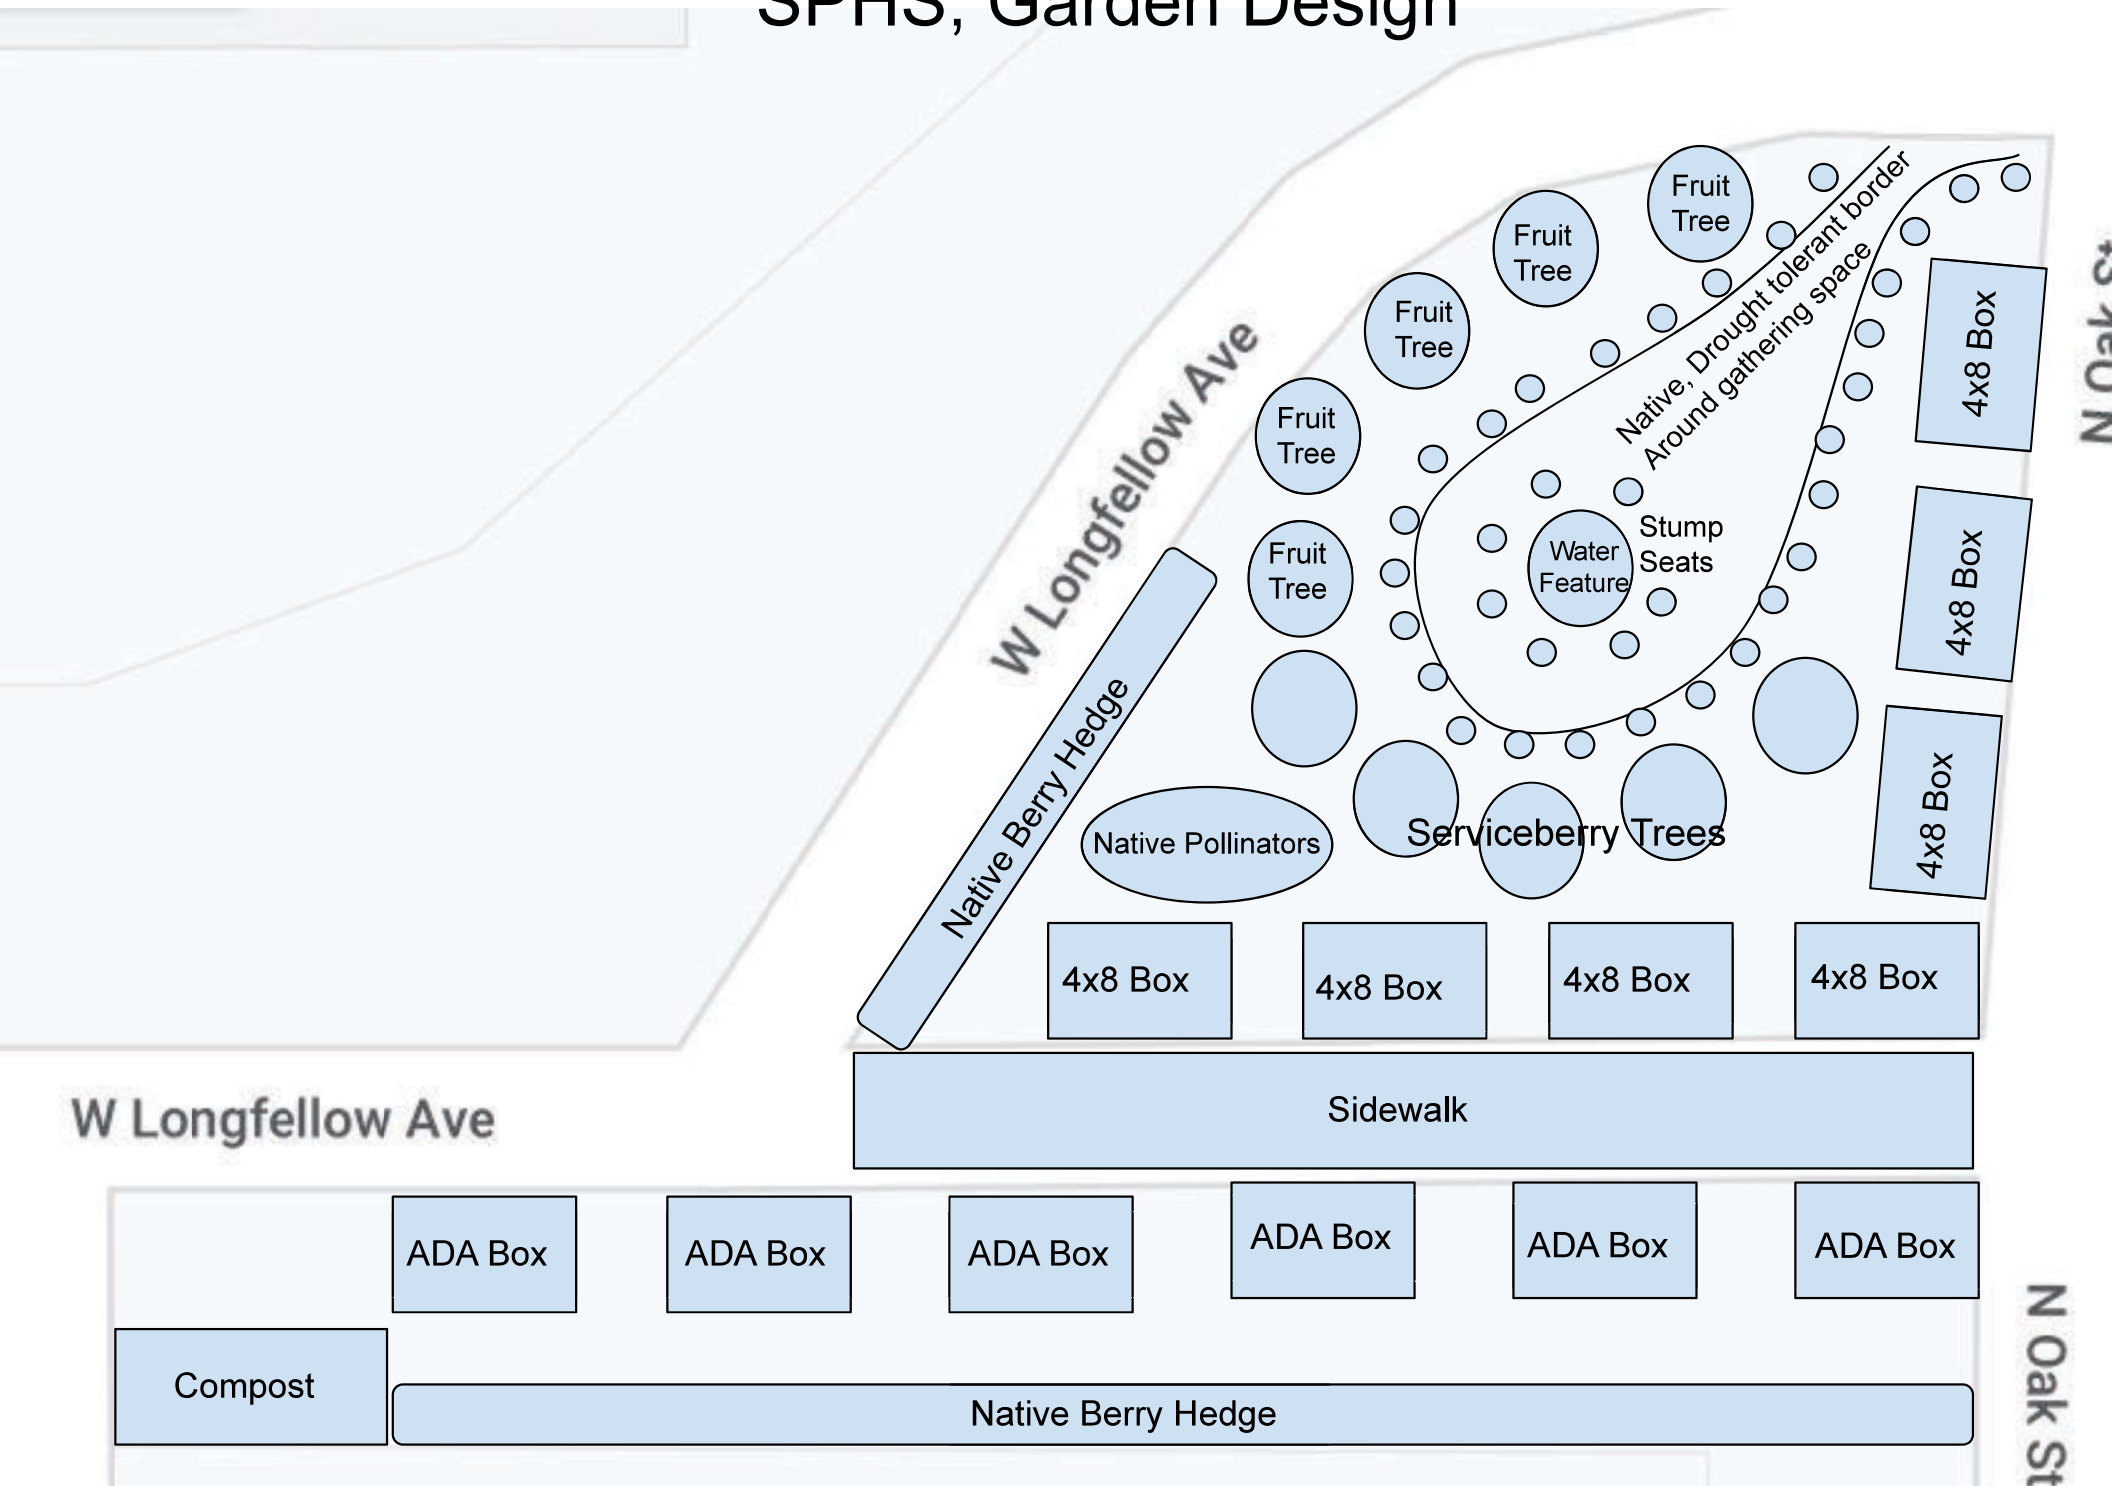 SPHS, Garden Design
Fruit
Tree
Fruit
Tree
Fruit
Tree
Fruit
Tree
Fruit
Tree
Native, Drought tolerant border
Around gathering space
Stump
Seats
Water
Feature
4x8 Box
4x8 Box
4x8 Box
N Oak St
W Longfellow Ave
Native Berry Hedge
Native Pollinators
Serviceberry Trees
4x8 Box
4x8 Box
4x8 Box
4x8 Box
Sidewalk
W Longfellow Ave
ADA Box
ADA Box
ADA Box
ADA Box
ADA Box
ADA Box
Compost
Native Berry Hedge
N Oak St